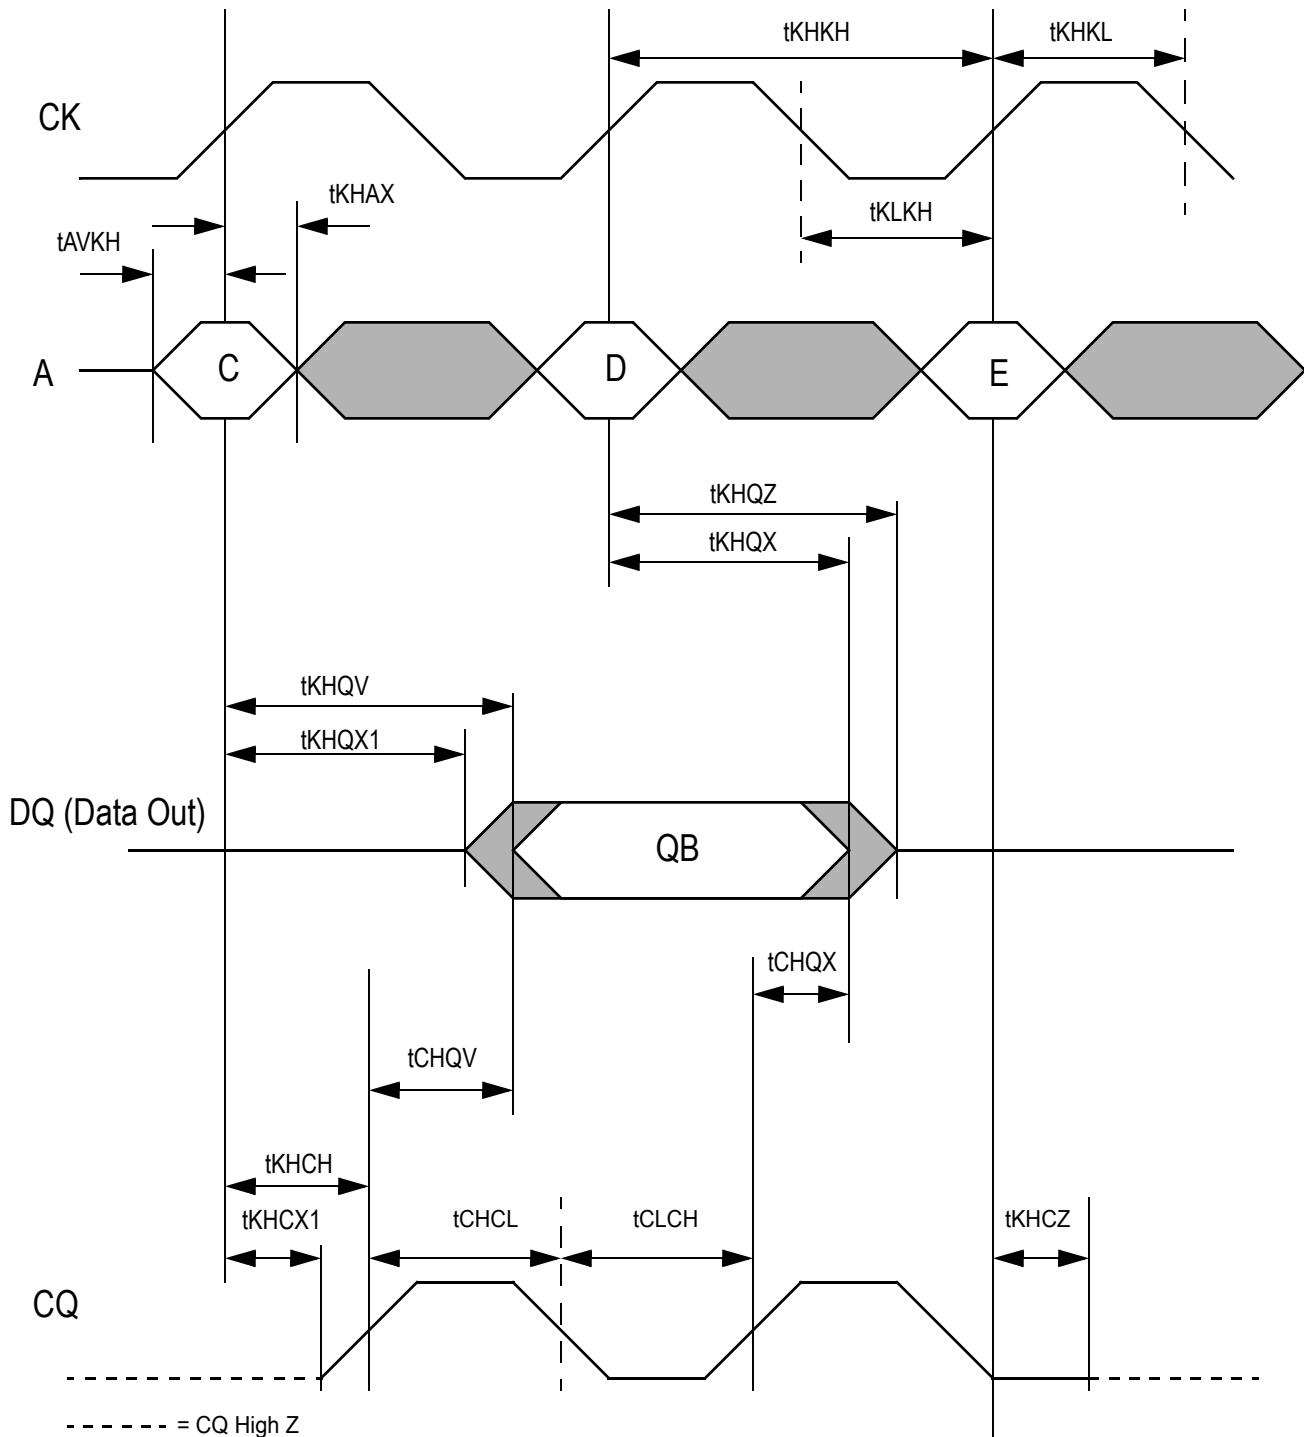 tKHKH
tKHKL
CK
tKHAX
tKLKH
tAVKH
A
C
D
E
tKHQZ
tKHQX
tKHQV
tKHQX1
DQ (Data Out)
QB
tCHQX
tCHQV
tKHCH
tKHCX1
tCHCL
tCLCH
tKHCZ
CQ
= CQ High Z